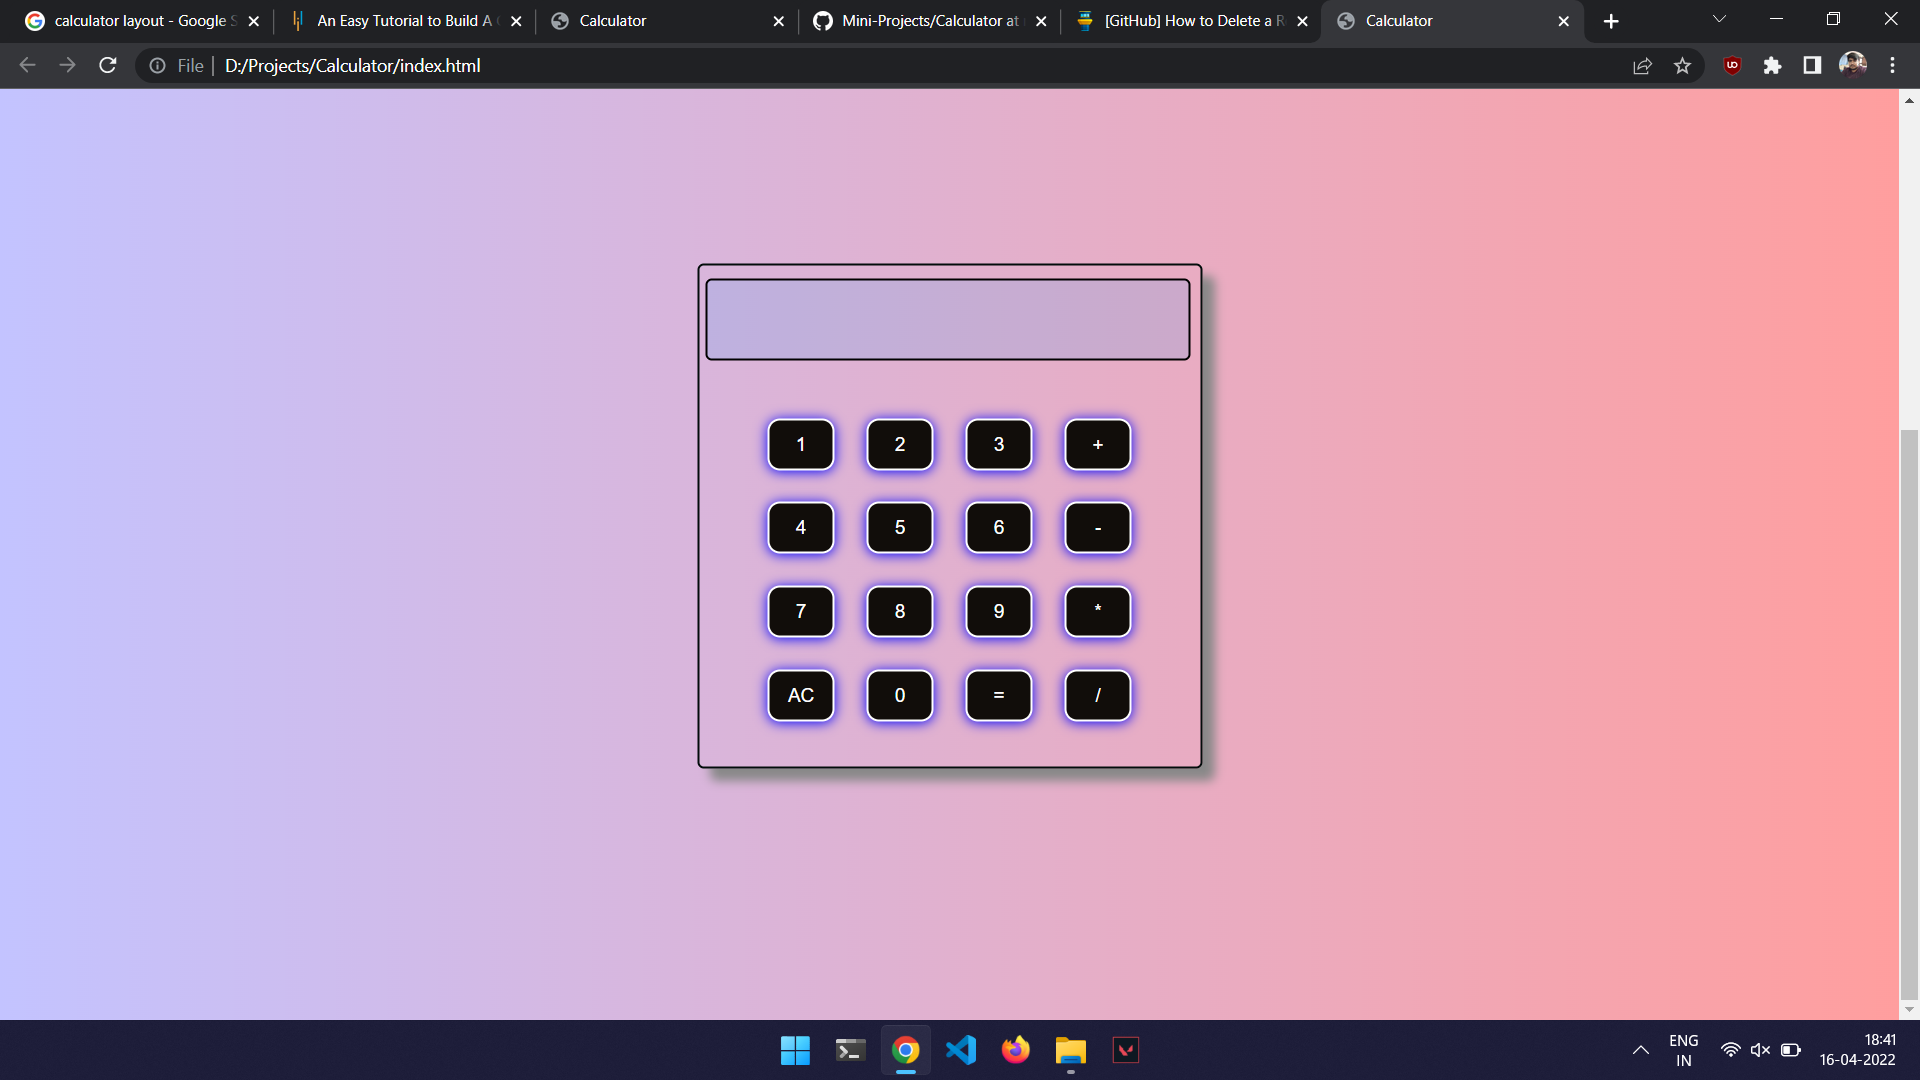 calculator layout - Google S
An Easy Tutorial to Build A C
Calculator
Mini-Projects/Calculator at
[GitHub] How to Delete a Re
Calculator
File | D:/Projects/Calculator/index.html
1 2 3 +
4 5 6 -
7 8 9 *
AC 0 = /
ENG
IN
18:41
16-04-2022